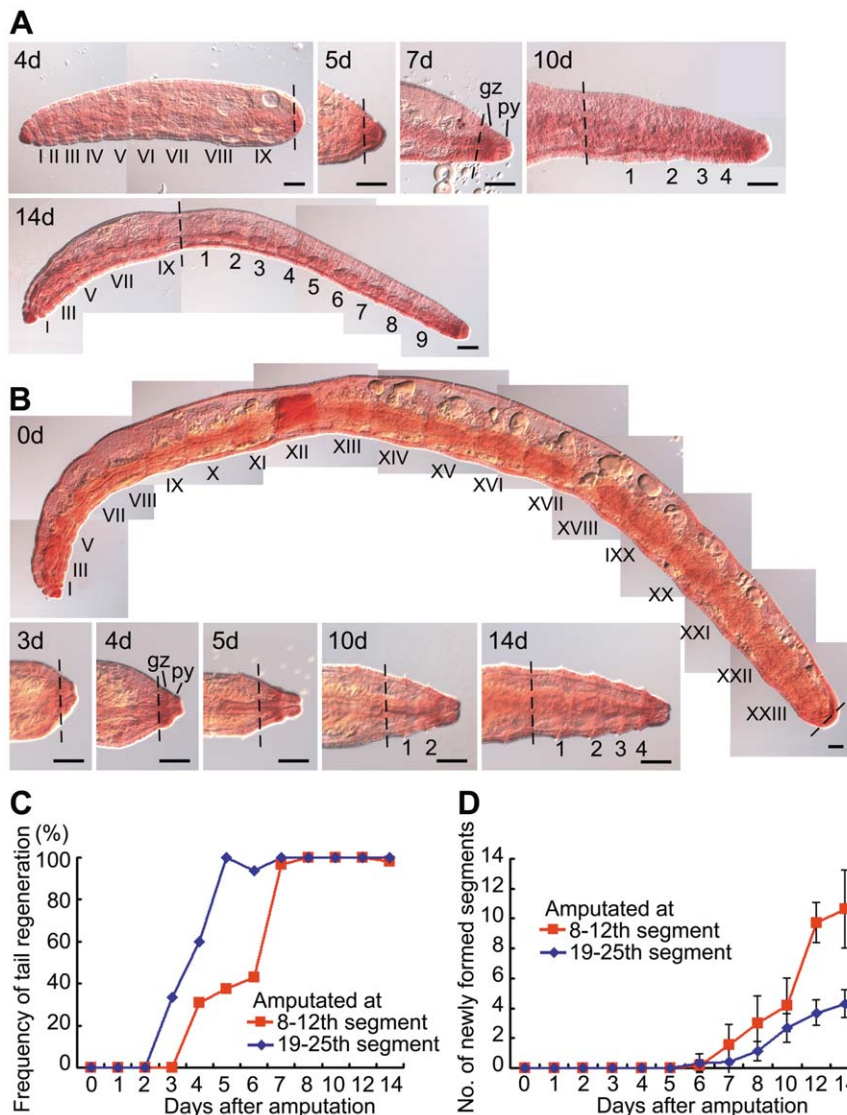 A
4d
I II III IV V VI VII VIII IX
5d
7d
gz
py
10d
1 2 3 4
14d
I III V VII IX 1 2 3 4 5 6 7 8 9
B
0d
I III V VII VIII IX X XI XII XIII XIV XV XVI XVII XVIII IXX XX XXI XXII XXIII
3d
4d
gz
py
5d
10d
1 2
14d
1 2 3 4
C
(%)
Frequency of tail regeneration
100
80
60
40
20
0
Amputated at
8-12th segment
19-25th segment
0 1 2 3 4 5 6 7 8 10 12 14
Days after amputation
D
No. of newly formed segments
14
12
10
8
6
4
2
0
Amputated at
8-12th segment
19-25th segment
0 1 2 3 4 5 6 7 8 10 12 14
Days after amputation